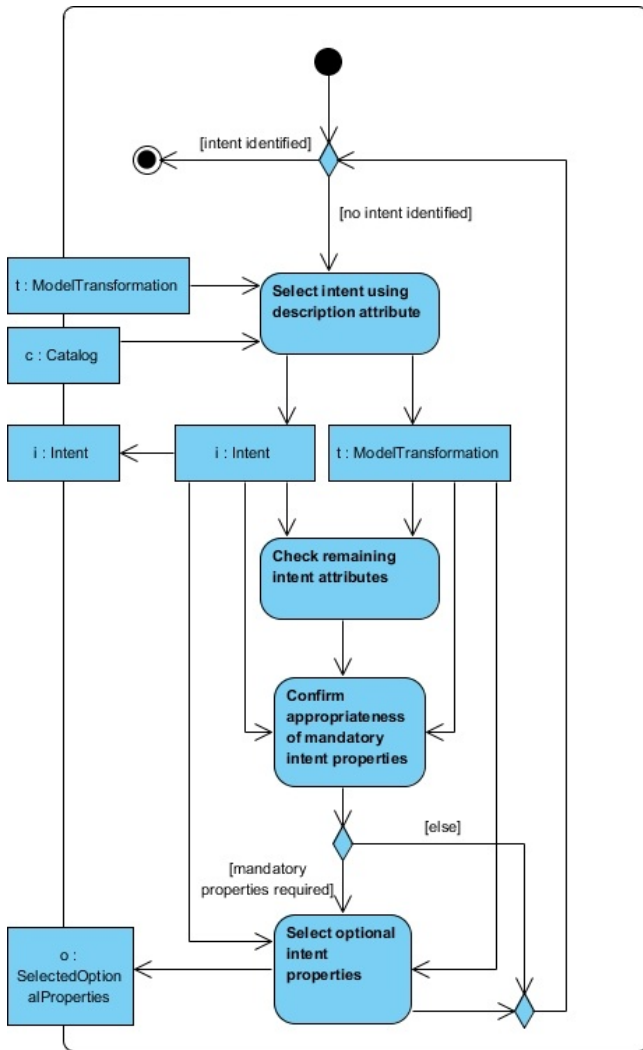 [intent identified]
[no intent identified]
t : ModelTransformation
Select intent using
description attribute
c : Catalog
i : Intent
i : Intent
t : ModelTransformation
Check remaining
intent attributes
Confirm
appropriateness
of mandatory
intent properties
[else]
[mandatory
properties required]
Select optional
intent
properties
o :
SelectedOption
alProperties